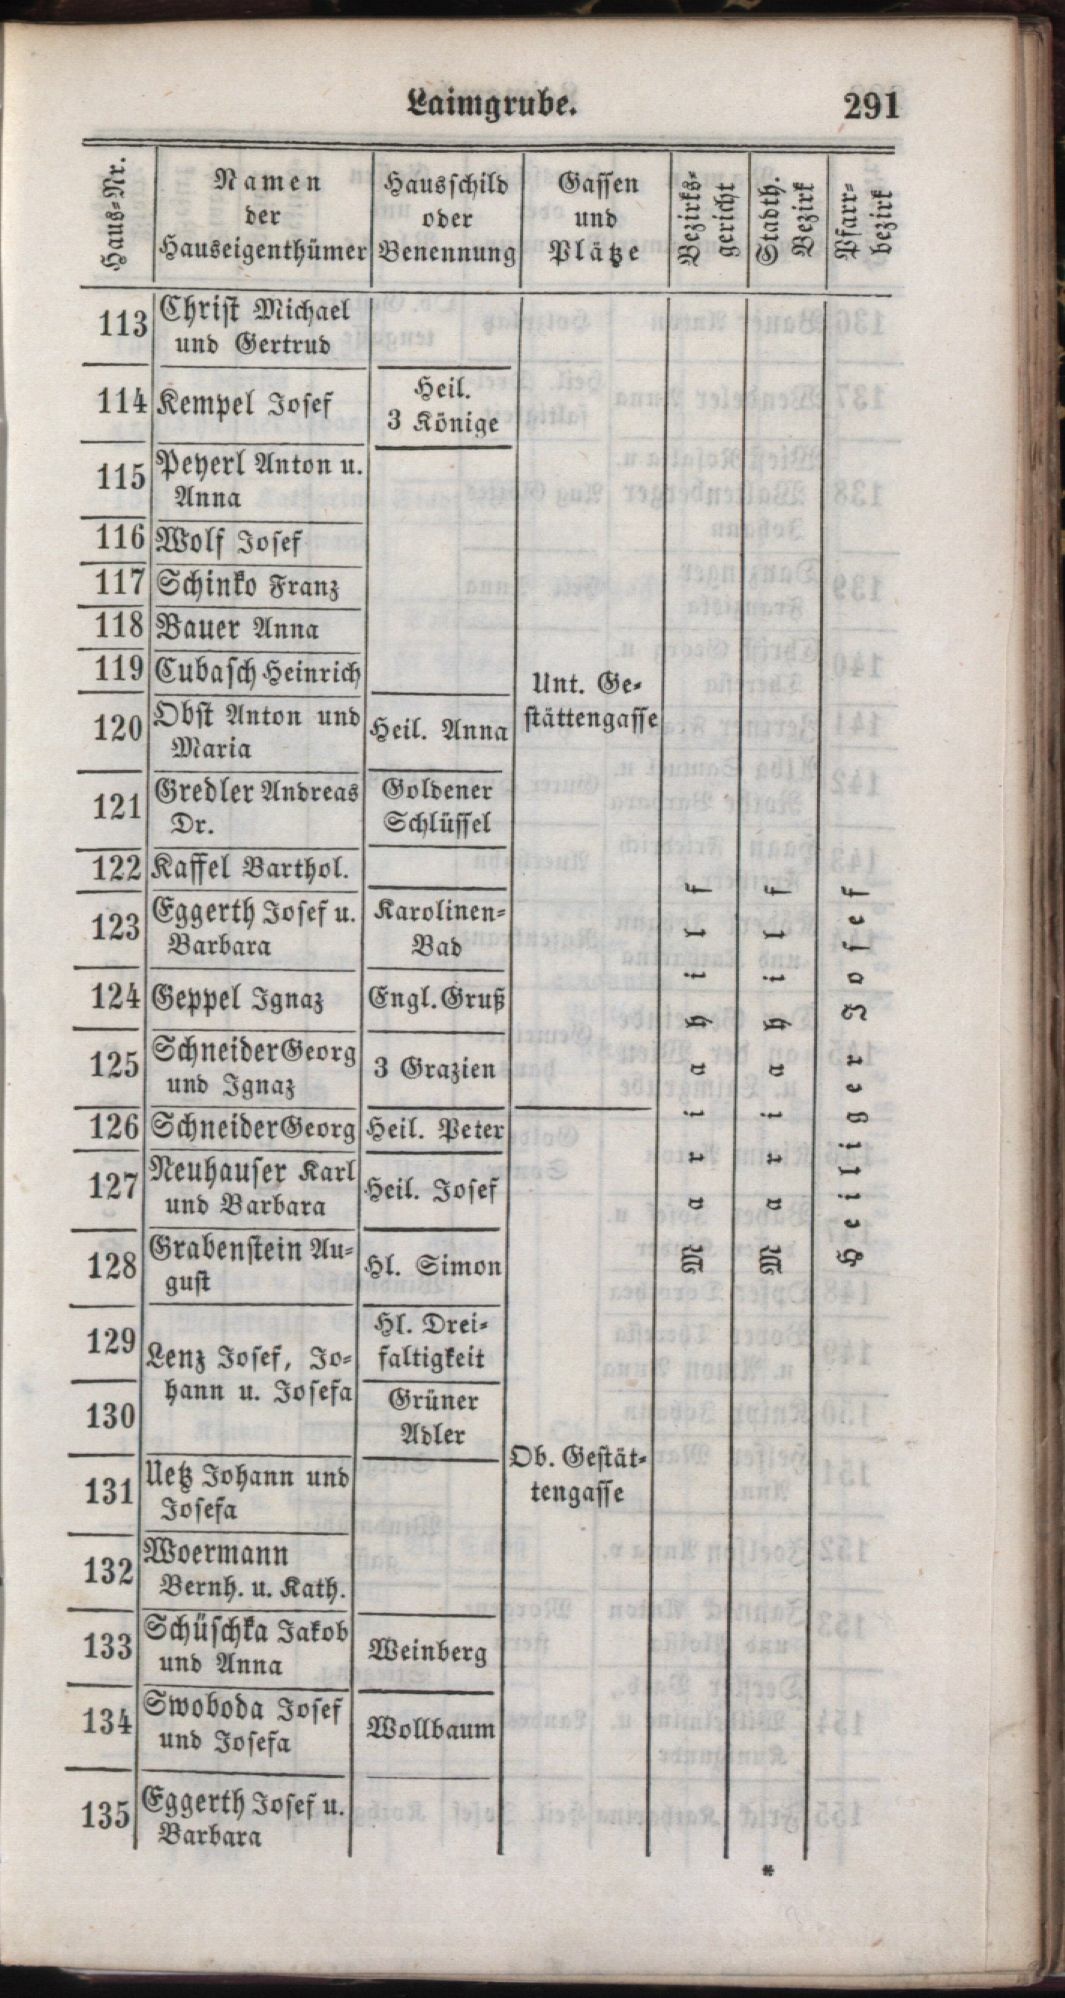 Laimgrube.
291
Haus-Nr.
Namen
der
Hauseigenthümer
Hausschild
oder
Benennung
Gassen
und
Plätze
Bezirks-
gericht
Stadth.
Bezirk
Pfarr-
bezirk
113
Christ Michael
und Gertrud
114
Kempel Josef
Heil.
3 Könige
115
Peyerl Anton u.
Anna
116
Wolf Josef
117
Schinko Franz
118
Bauer Anna
119
Cubasch Heinrich
Unt. Ge-
stättengasse
120
Obst Anton und
Maria
Heil. Anna
121
Gredler Andreas
Dr.
Goldener
Schlüssel
122
Kaffel Barthol.
123
Eggerth Josef u.
Barbara
Karolinen-
Bad
124
Geppel Ignaz
Engl. Gruß
125
Schneider Georg
und Ignaz
3 Grazien
126
Schneider Georg
Heil. Peter
127
Neuhauser Karl
und Barbara
Heil. Josef
128
Grabenstein Au-
gust
Hl. Simon
Mariahilf
Mariahilf
Heiliger Josef
129
Lenz Josef, Jo-
hann u. Josefa
Hl. Drei-
faltigkeit
130
Grüner
Adler
Ob. Gestät-
tengasse
131
Uetz Johann und
Josefa
132
Woermann
Bernh. u. Kath.
133
Schüschka Jakob
und Anna
Weinberg
134
Swoboda Josef
und Josefa
Wollbaum
135
Eggerth Josef u.
Barbara
*